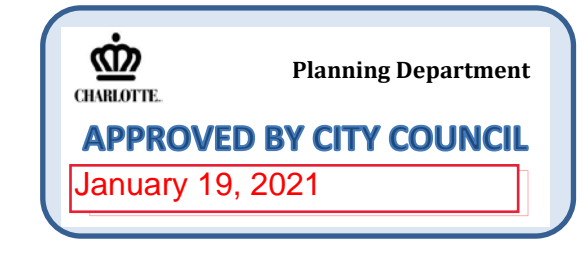 Planning Department
CHARLOTTE.
APPROVED BY CITY COUNCIL
January 19, 2021